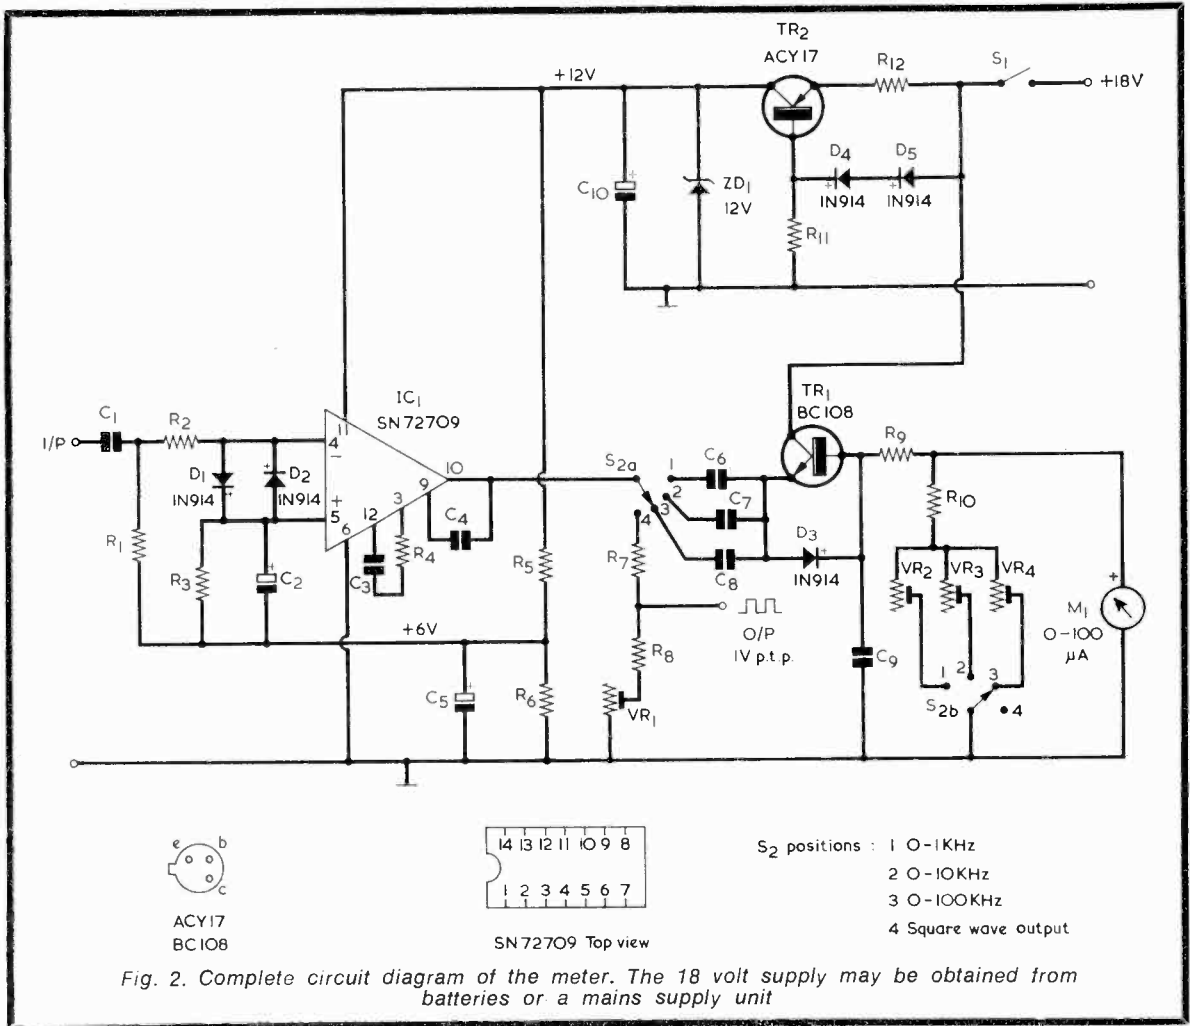 TR2
ACY17
R12
S1
+12V
+18V
C10
+
ZD1
12V
D4
D5
+
+
IN914
IN914
R11
TR1
BC108
IC1
SN72709
C1
R2
I/P
11
4
−
D1
+
D2
+
IN914
IN914
+
5
6
10
9
3
12
C4
C3
R4
R1
R3
C2
+
+6V
C5
+
R5
R6
S2a
1
2
3
4
C6
C7
C8
R7
D3
+
IN914
O/P
1V p.t.p.
R8
VR1
R9
R10
VR2
VR3
VR4
C9
+
M1
0-100
µA
1
2
3
4
S2b
e
b
c
ACY17
BC108
14 13 12 11 10 9 8
1 2 3 4 5 6 7
SN72709 Top view
S2 positions : 1 0-1KHz
2 0-10KHz
3 0-100KHz
4 Square wave output
Fig. 2. Complete circuit diagram of the meter. The 18 volt supply may be obtained from
batteries or a mains supply unit